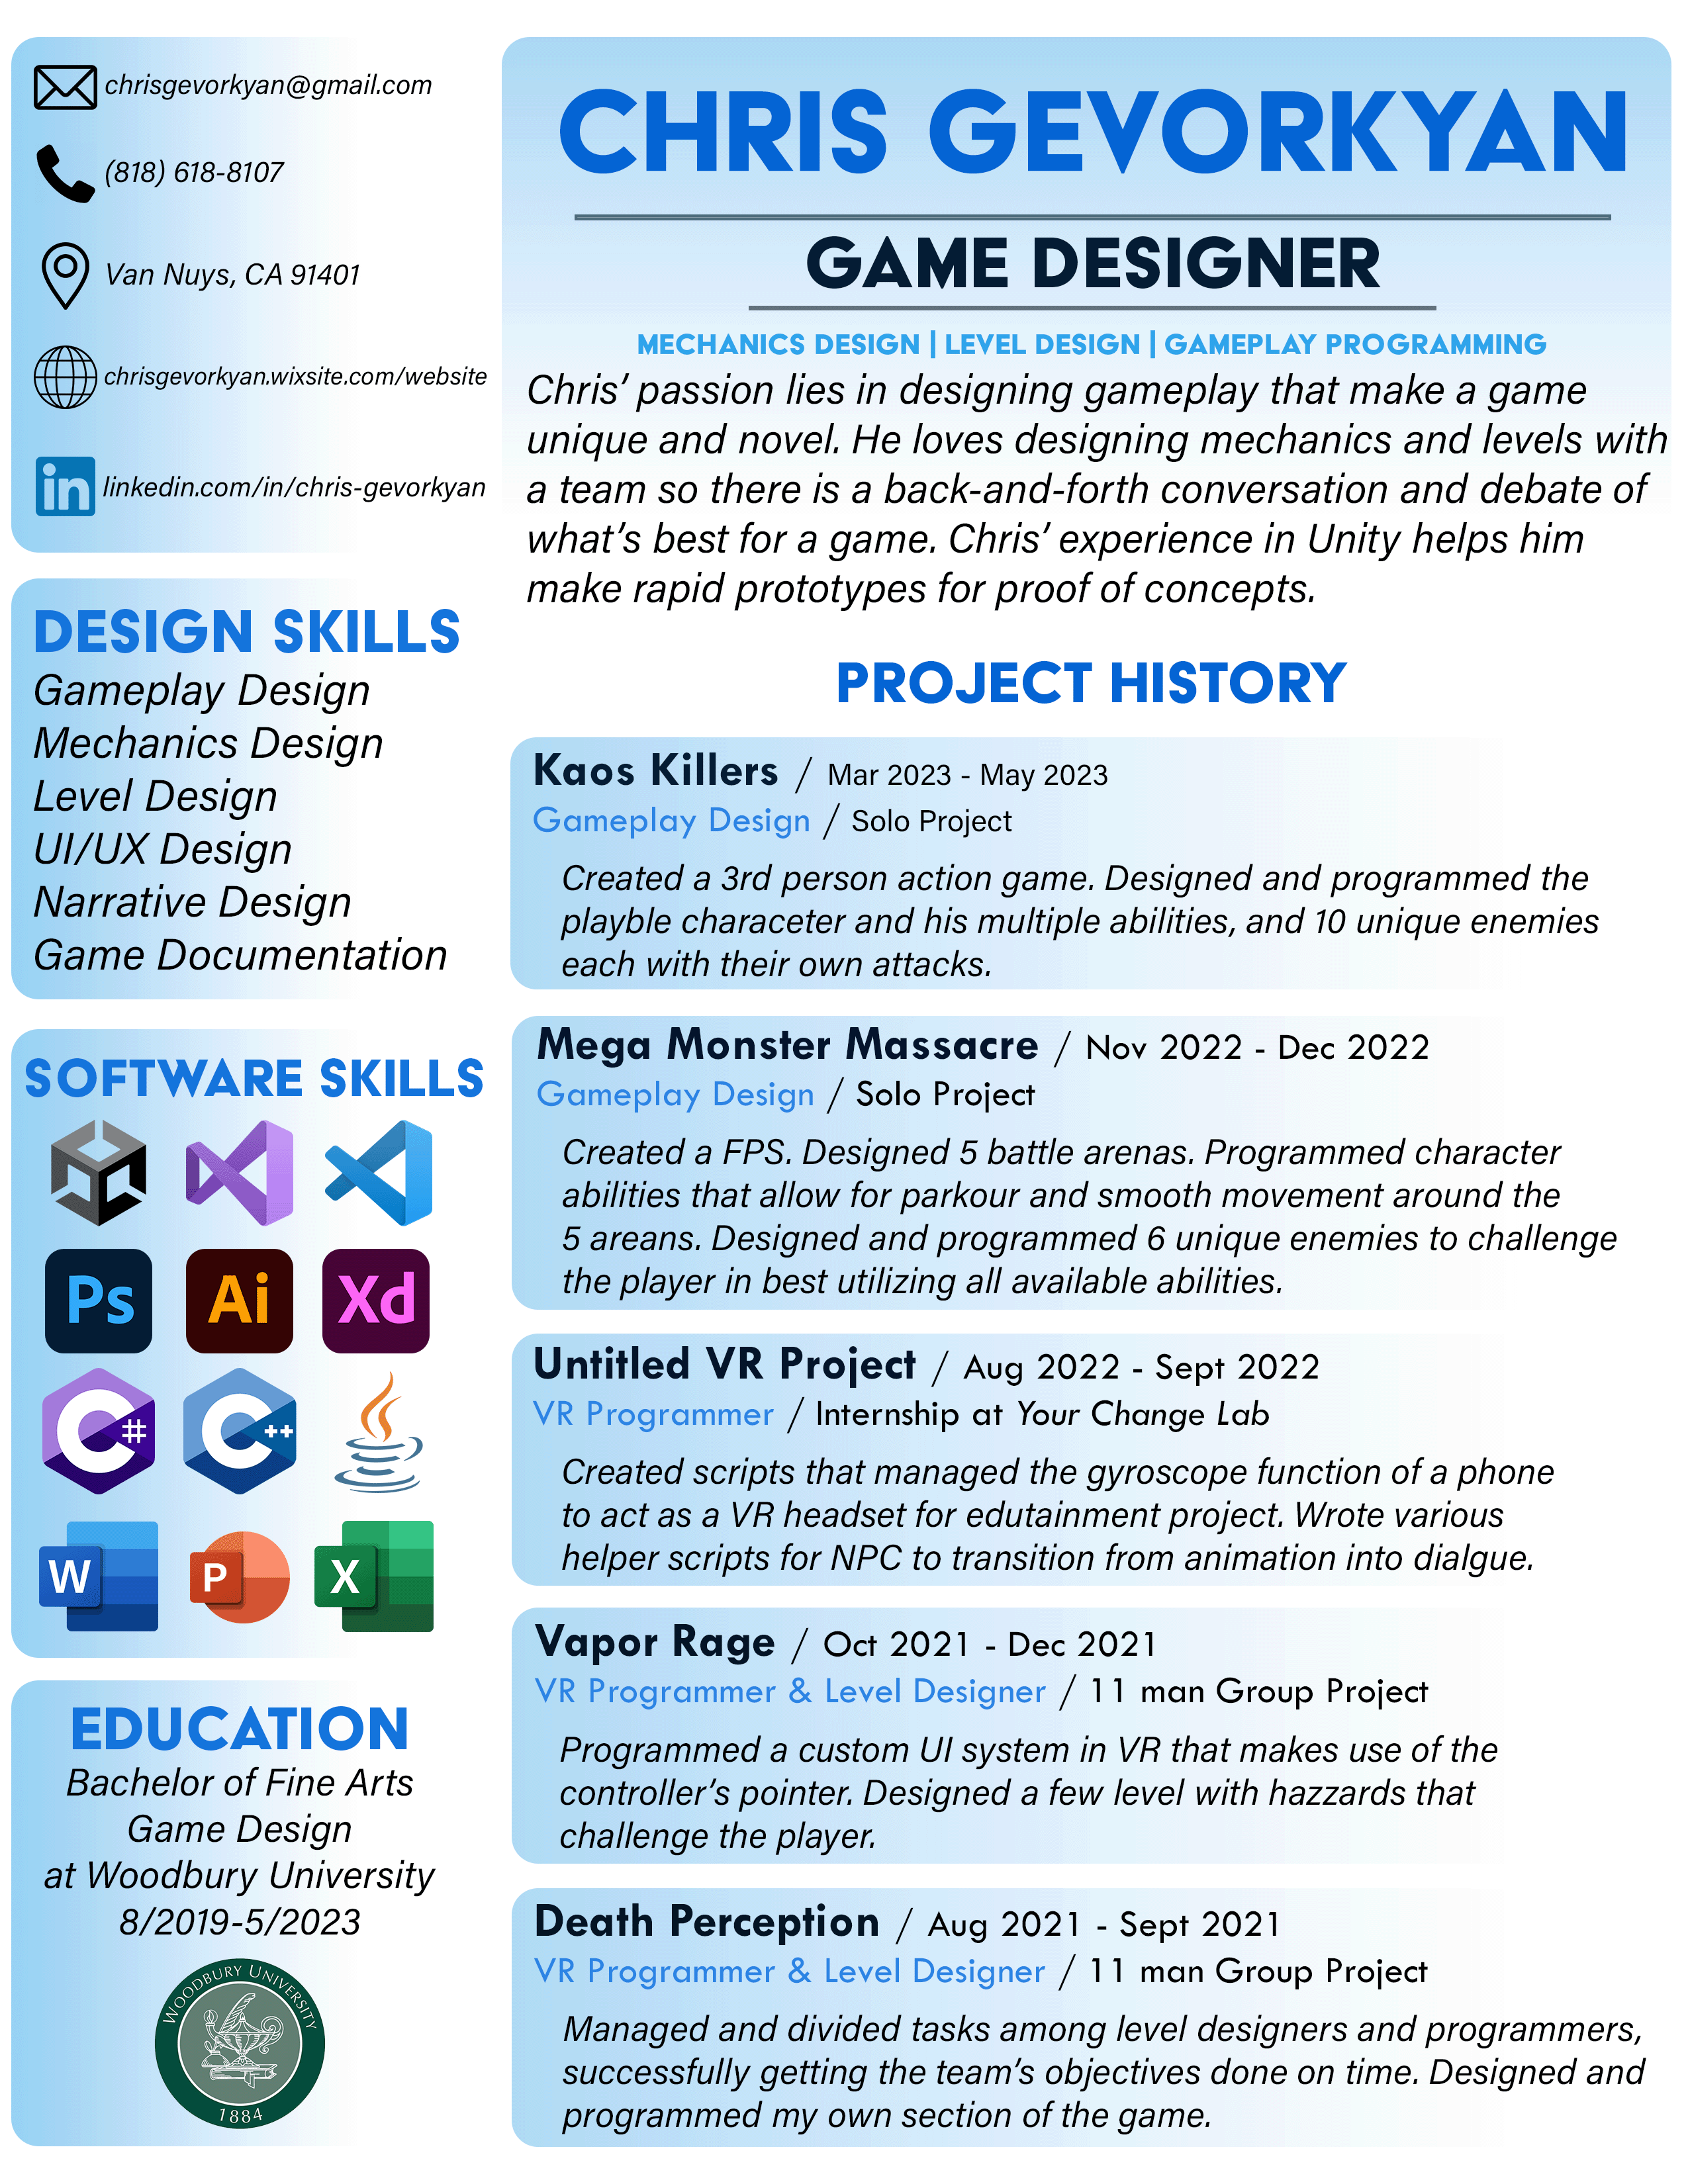 chrisgevorkyan@gmail.com
(818) 618-8107
Van Nuys, CA 91401
chrisgevorkyan.wixsite.com/website
in
linkedin.com/in/chris-gevorkyan
DESIGN SKILLS
Gameplay Design
Mechanics Design
Level Design
UI/UX Design
Narrative Design
Game Documentation
SOFTWARE SKILLS
Ps Ai Xd
C# C++
W P X
EDUCATION
Bachelor of Fine Arts
Game Design
at Woodbury University
8/2019-5/2023
WOODBURY UNIVERSITY
1884
CHRIS GEVORKYAN
GAME DESIGNER
MECHANICS DESIGN | LEVEL DESIGN | GAMEPLAY PROGRAMMING
Chris' passion lies in designing gameplay that make a game
unique and novel. He loves designing mechanics and levels with
a team so there is a back-and-forth conversation and debate of
what's best for a game. Chris' experience in Unity helps him
make rapid prototypes for proof of concepts.
PROJECT HISTORY
Kaos Killers / Mar 2023 - May 2023
Gameplay Design / Solo Project
Created a 3rd person action game. Designed and programmed the
playble characeter and his multiple abilities, and 10 unique enemies
each with their own attacks.
Mega Monster Massacre / Nov 2022 - Dec 2022
Gameplay Design / Solo Project
Created a FPS. Designed 5 battle arenas. Programmed character
abilities that allow for parkour and smooth movement around the
5 areans. Designed and programmed 6 unique enemies to challenge
the player in best utilizing all available abilities.
Untitled VR Project / Aug 2022 - Sept 2022
VR Programmer / Internship at Your Change Lab
Created scripts that managed the gyroscope function of a phone
to act as a VR headset for edutainment project. Wrote various
helper scripts for NPC to transition from animation into dialgue.
Vapor Rage / Oct 2021 - Dec 2021
VR Programmer & Level Designer / 11 man Group Project
Programmed a custom UI system in VR that makes use of the
controller's pointer. Designed a few level with hazzards that
challenge the player.
Death Perception / Aug 2021 - Sept 2021
VR Programmer & Level Designer / 11 man Group Project
Managed and divided tasks among level designers and programmers,
successfully getting the team's objectives done on time. Designed and
programmed my own section of the game.